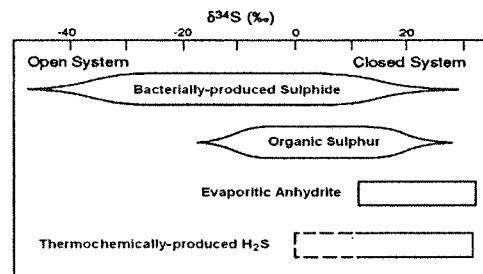 δ³⁴S (‰)
-40 -20 0 20
Open System Closed System
Bacterially-produced Sulphide
Organic Sulphur
Evaporitic Anhydrite
Thermochemically-produced H₂S